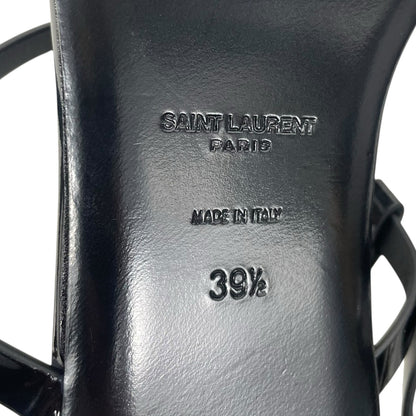 SAINT LAURENT
PARIS
MADE IN ITALY
39½